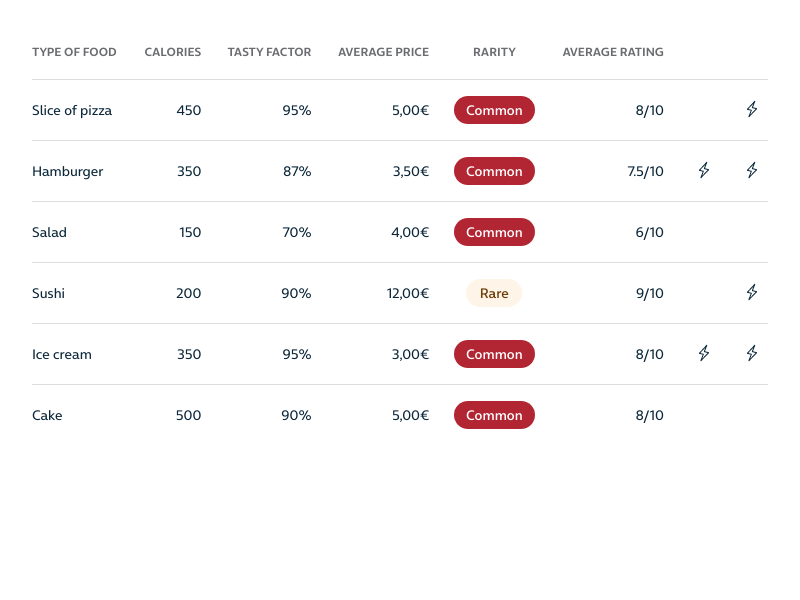 TYPE OF FOOD CALORIES TASTY FACTOR AVERAGE PRICE RARITY AVERAGE RATING
Slice of pizza 450 95% 5,00€ Common 8/10
Hamburger 350 87% 3,50€ Common 7.5/10
Salad 150 70% 4,00€ Common 6/10
Sushi 200 90% 12,00€ Rare 9/10
Ice cream 350 95% 3,00€ Common 8/10
Cake 500 90% 5,00€ Common 8/10